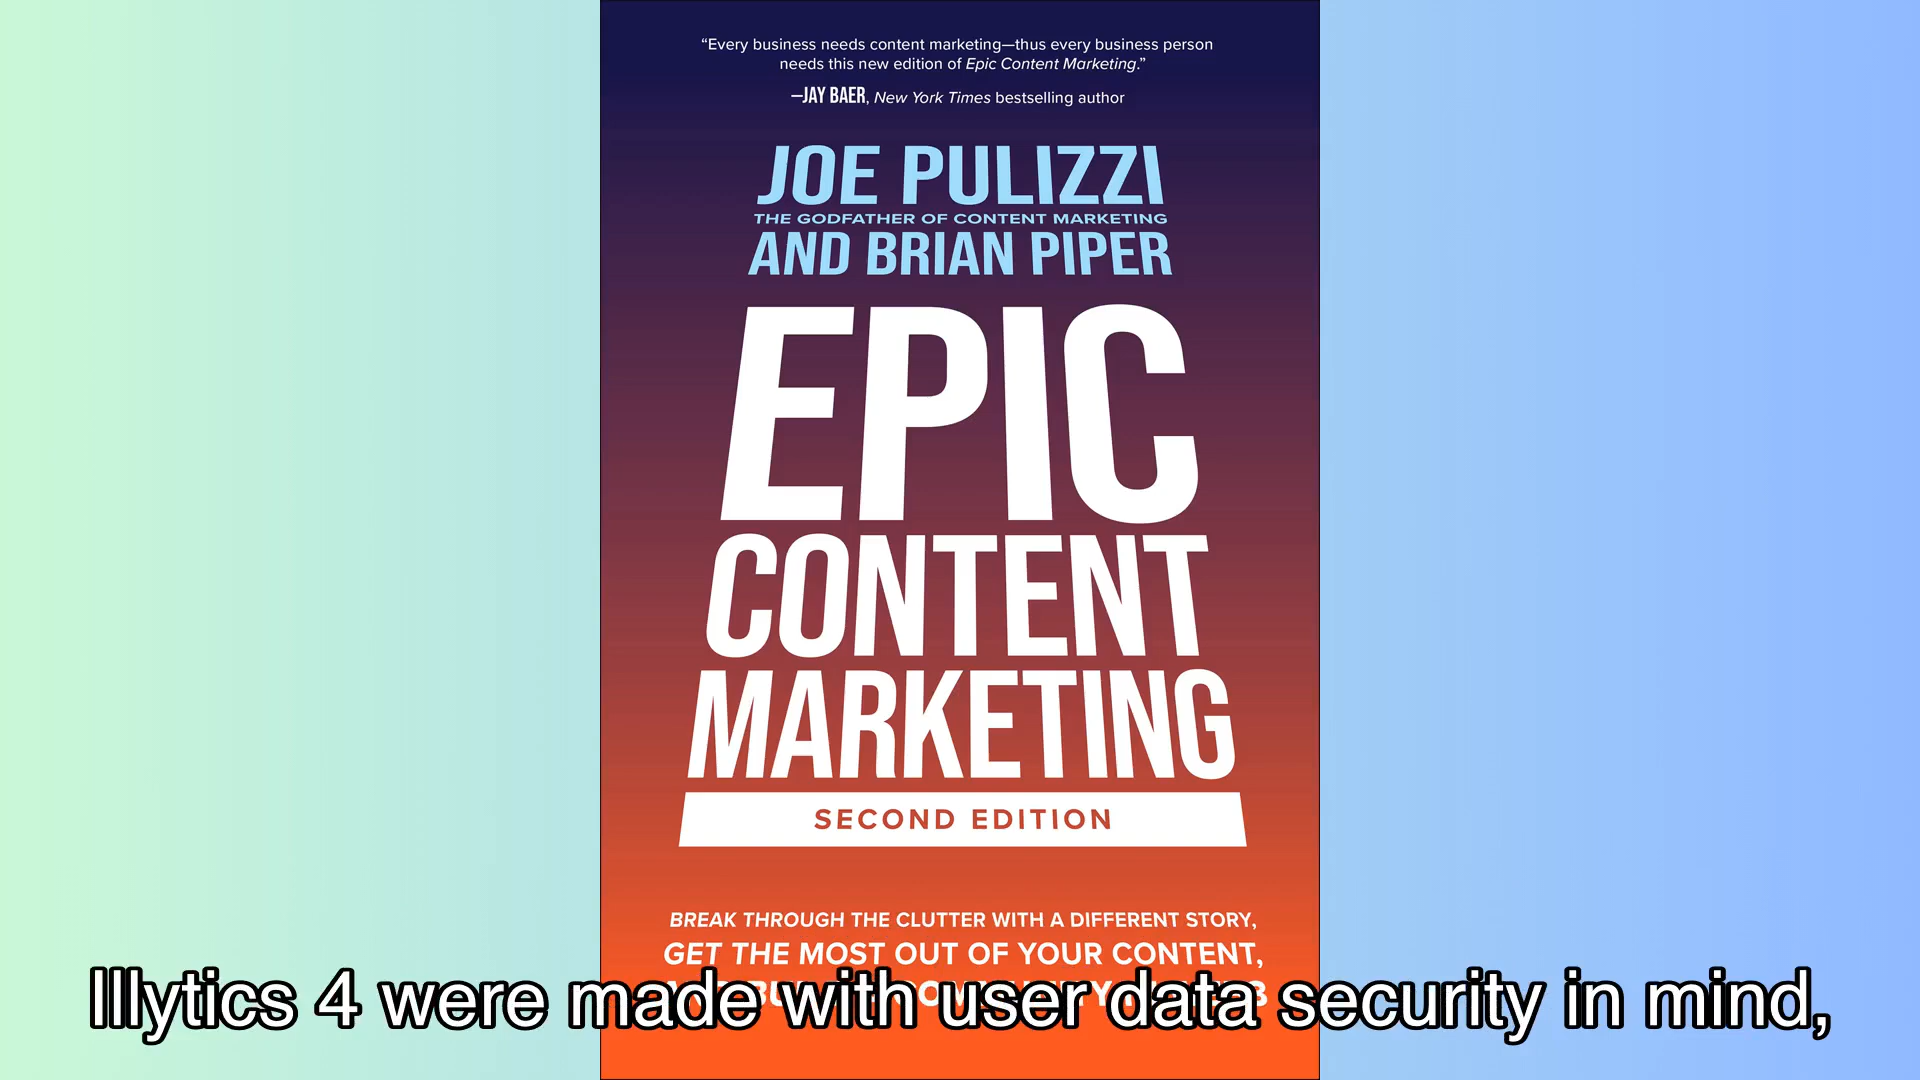 “Every business needs content marketing—thus every business person
needs this new edition of Epic Content Marketing.”
—JAY BAER, New York Times bestselling author
JOE PULIZZI
THE GODFATHER OF CONTENT MARKETING
AND BRIAN PIPER
EPIC
CONTENT
MARKETING
SECOND EDITION
BREAK THROUGH THE CLUTTER WITH A DIFFERENT STORY,
GET THE MOST OUT OF YOUR CONTENT,
Illytics 4 were made with user data security in mind,